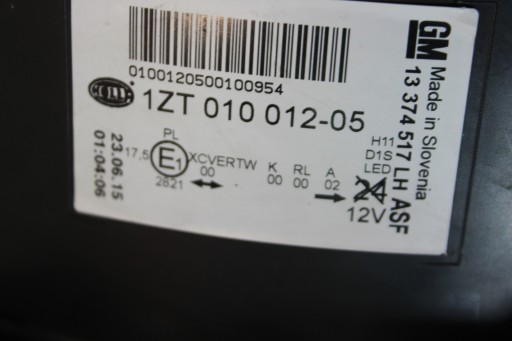 0100120500100954
HELLA
1ZT 010 012-05
GM
Made in Slovenia
13 374 517 LH ASF
23.06.15
01:04:06
PL
17,5
E1
2821
XCVERTW
00
K
00
RL
00
A
02
H11
D1S
LED
24
12V